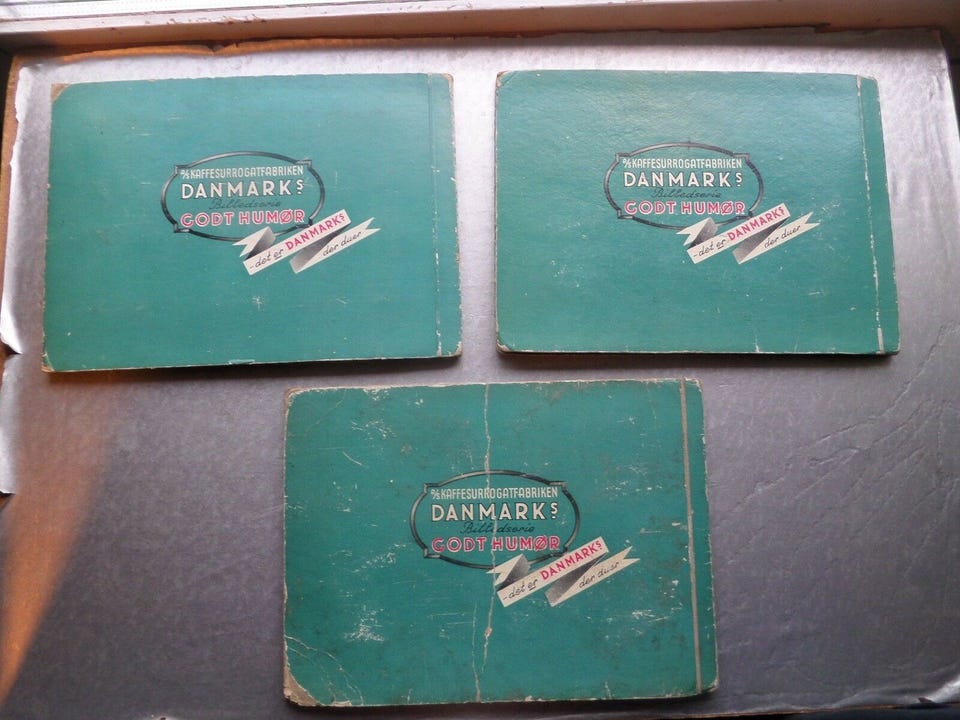 A/S KAFFESURROGATFABRIKEN
DANMARKS
Billedserie
GODT HUMØR
- det er DANMARKS
der duer
A/S KAFFESURROGATFABRIKEN
DANMARKS
Billedserie
GODT HUMØR
- det er DANMARKS
der duer
A/S KAFFESURROGATFABRIKEN
DANMARKS
Billedserie
GODT HUMØR
- det er DANMARKS
der duer